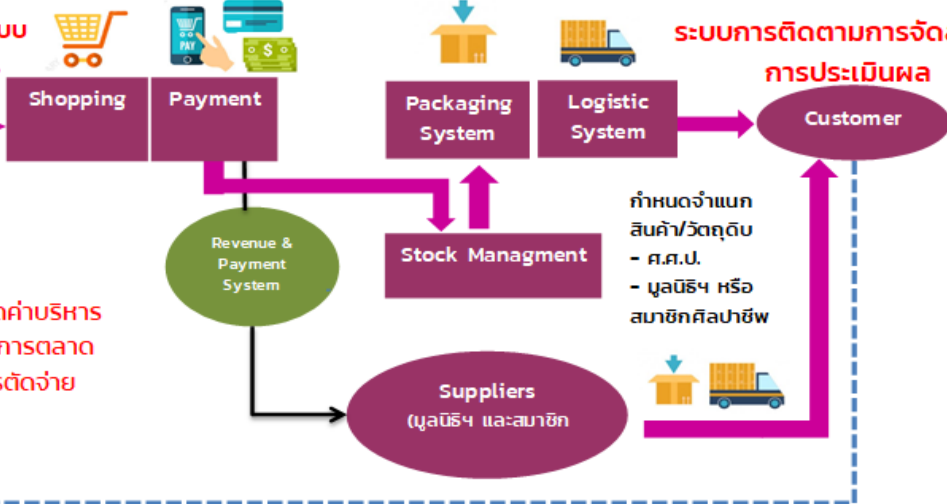 ระบบการติดตามการจัด
การประเมินผล
Shopping
Payment
PAY
Packaging
System
Logistic
System
Customer
กำหนดจำแนก
สินค้า/วัตถุดิบ
- ศ.ศ.ป.
- มูลนิธิฯ หรือ
สมาชิกศิลปาชีพ
Revenue &
Payment
System
Stock Managment
ค่าบริหาร
การตลาด
ตัดจ่าย
Suppliers
(มูลนิธิฯ และสมาชิก